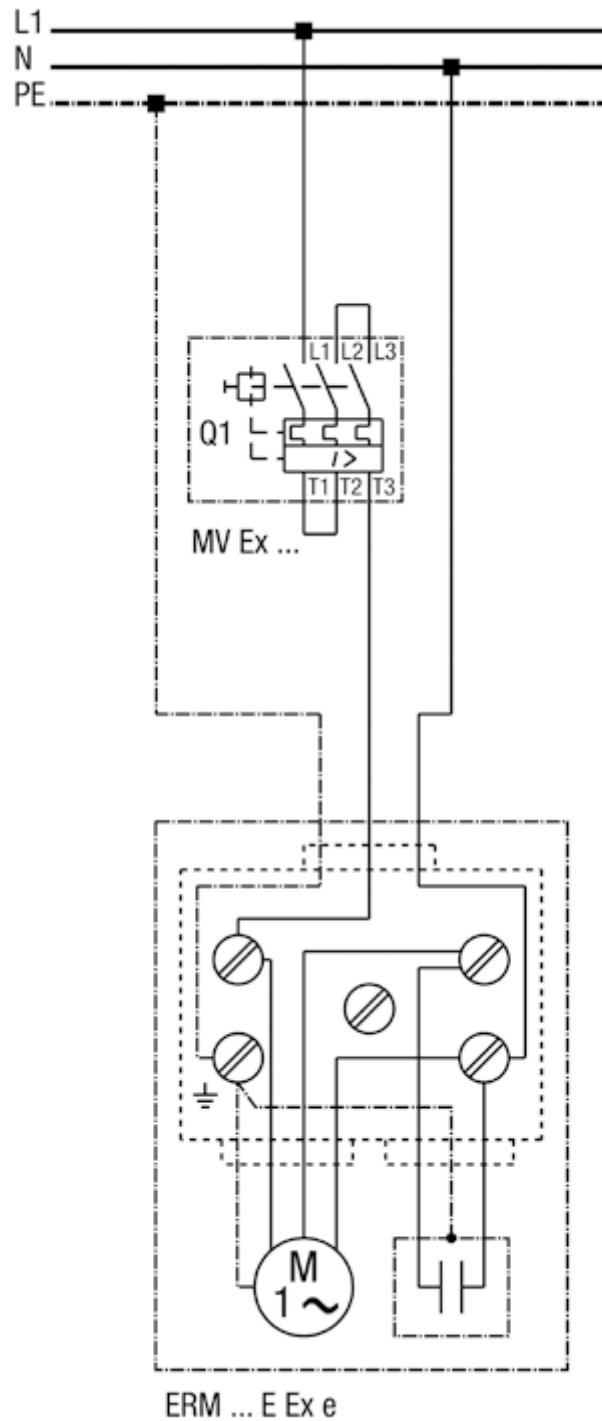 L1
N
PE
L1 L2 L3
Q1
I>
T1 T2 T3
MV Ex ...
M
1 ~
ERM ... E Ex e